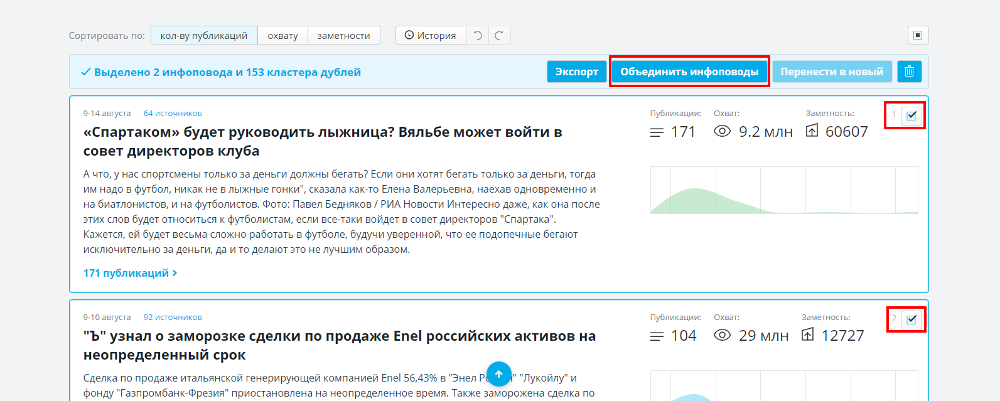 Сортировать по: кол-ву публикаций охвату заметности История
Выделено 2 инфоповода и 153 кластера дублей Экспорт Объединить инфоповоды Перенести в новый
9-14 августа 64 источников
«Спартаком» будет руководить лыжница? Вяльбе может войти в
совет директоров клуба
А что, у нас спортсмены только за деньги должны бегать? Если они хотят бегать только за деньги, тогда
им надо в футбол, никак не в лыжные гонки", сказала как-то Елена Валерьевна, наехав одновременно и
на биатлонистов, и на футболистов. Фото: Павел Бедняков / РИА Новости Интересно даже, как она после
этих слов будет относиться к футболистам, если все-таки войдет в совет директоров "Спартака".
Кажется, ей будет весьма сложно работать в футболе, будучи уверенной, что ее подопечные бегают
исключительно за деньги, да и то делают это не лучшим образом.
171 публикаций
Публикации: Охват: Заметность: 1
171 9.2 млн 60607
9-10 августа 92 источников
"Ъ" узнал о заморозке сделки по продаже Enel российских активов на
неопределенный срок
Сделка по продаже итальянской генерирующей компанией Enel 56,43% в "Энел "Лукойлу" и
фонду "Газпромбанк-Фрезия" приостановлена на неопределенное время. Также заморожена сделка по
Публикации: Охват: Заметность: 2
104 29 млн 12727